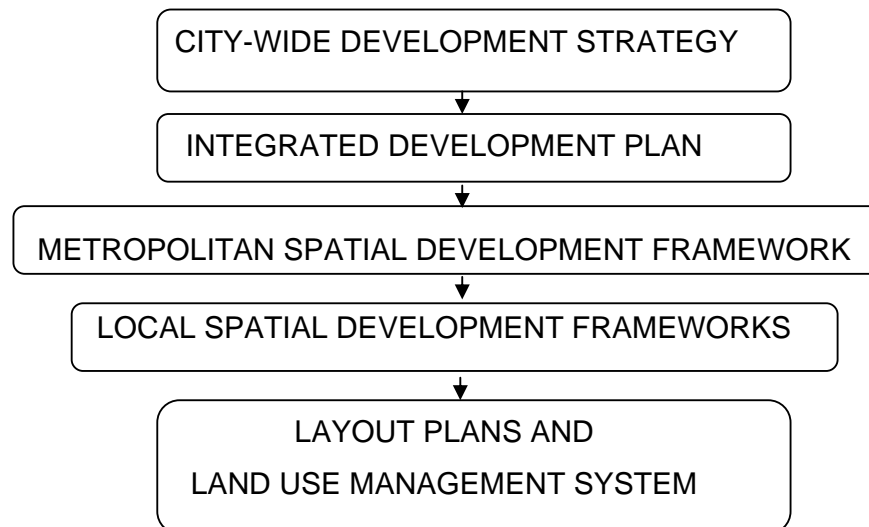 CITY-WIDE DEVELOPMENT STRATEGY
INTEGRATED DEVELOPMENT PLAN
METROPOLITAN SPATIAL DEVELOPMENT FRAMEWORK
LOCAL SPATIAL DEVELOPMENT FRAMEWORKS
LAYOUT PLANS AND
LAND USE MANAGEMENT SYSTEM